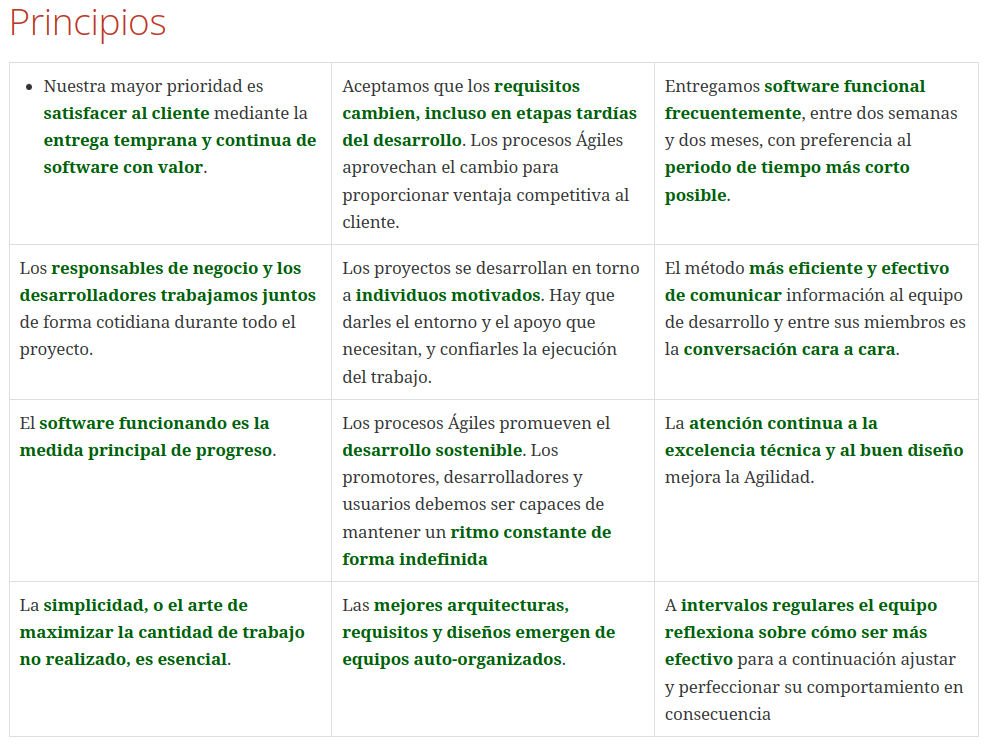 Principios
• Nuestra mayor prioridad es
satisfacer al cliente mediante la
entrega temprana y continua de
software con valor.
Aceptamos que los requisitos
cambien, incluso en etapas tardías
del desarrollo. Los procesos Ágiles
aprovechan el cambio para
proporcionar ventaja competitiva al
cliente.
Entregamos software funcional
frecuentemente, entre dos semanas
y dos meses, con preferencia al
periodo de tiempo más corto
posible.
Los responsables de negocio y los
desarrolladores trabajamos juntos
de forma cotidiana durante todo el
proyecto.
Los proyectos se desarrollan en torno
a individuos motivados. Hay que
darles el entorno y el apoyo que
necesitan, y confiarles la ejecución
del trabajo.
El método más eficiente y efectivo
de comunicar información al equipo
de desarrollo y entre sus miembros es
la conversación cara a cara.
El software funcionando es la
medida principal de progreso.
Los procesos Ágiles promueven el
desarrollo sostenible. Los
promotores, desarrolladores y
usuarios debemos ser capaces de
mantener un ritmo constante de
forma indefinida
La atención continua a la
excelencia técnica y al buen diseño
mejora la Agilidad.
La simplicidad, o el arte de
maximizar la cantidad de trabajo
no realizado, es esencial.
Las mejores arquitecturas,
requisitos y diseños emergen de
equipos auto-organizados.
A intervalos regulares el equipo
reflexiona sobre cómo ser más
efectivo para a continuación ajustar
y perfeccionar su comportamiento en
consecuencia